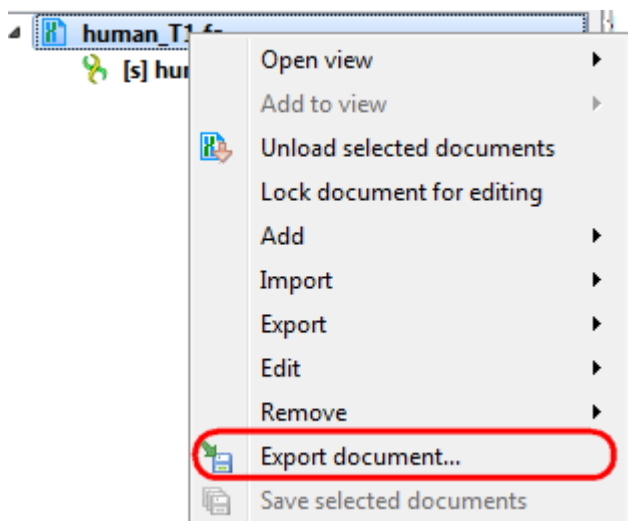 human_T1.fa
[s] hu
Open view
Add to view
Unload selected documents
Lock document for editing
Add
Import
Export
Edit
Remove
Export document...
Save selected documents